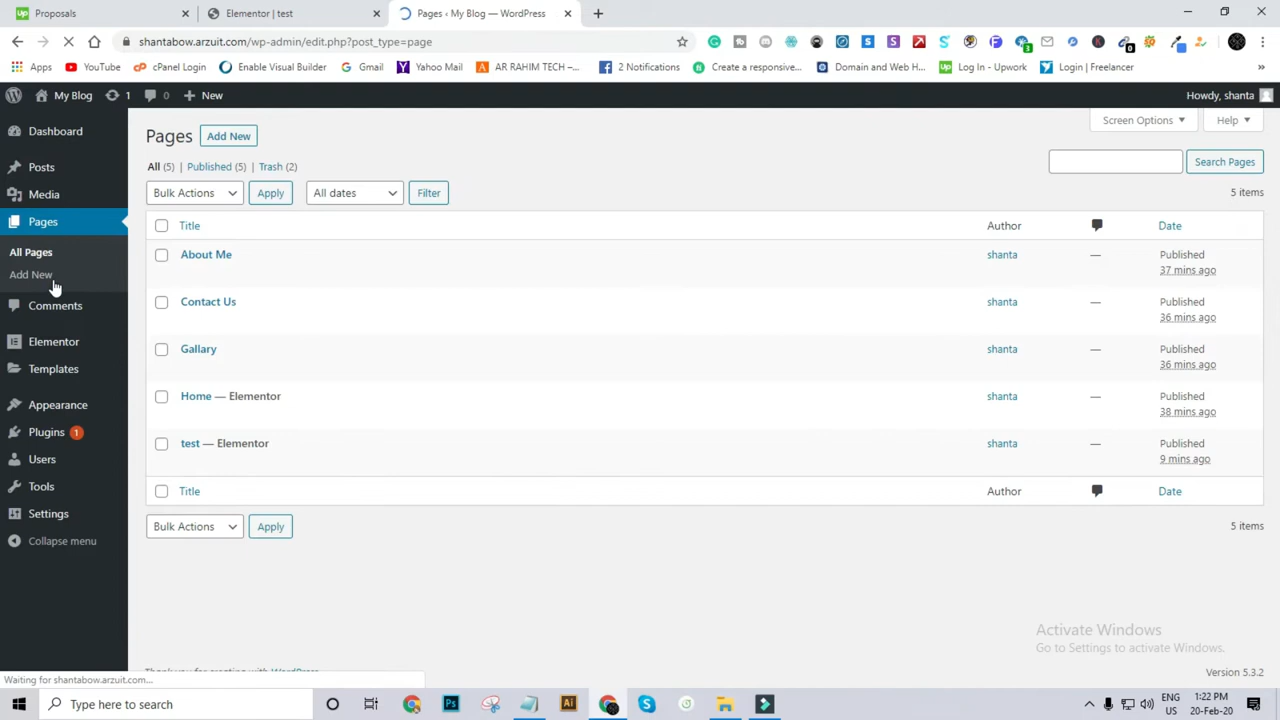 Proposals
Elementor | test
Pages ‹ My Blog — WordPress
shantabow.arzuit.com/wp-admin/edit.php?post_type=page
Apps
YouTube
cPanel Login
Enable Visual Builder
Gmail
Yahoo Mail
AR RAHIM TECH –...
2 Notifications
Create a responsive...
Domain and Web H...
Log In - Upwork
Login | Freelancer
My Blog
1
0
New
Howdy, shanta
Dashboard
Posts
Media
Pages
All Pages
Add New
Comments
Elementor
Templates
Appearance
Plugins 1
Users
Tools
Settings
Collapse menu
Pages
Add New
Screen Options
Help
All (5) | Published (5) | Trash (2)
Search Pages
Bulk Actions
Apply
All dates
Filter
5 items
Title
Author
Date
About Me
shanta
—
Published
37 mins ago
Contact Us
shanta
—
Published
36 mins ago
Gallary
shanta
—
Published
36 mins ago
Home — Elementor
shanta
—
Published
38 mins ago
test — Elementor
shanta
—
Published
9 mins ago
Title
Author
Date
Bulk Actions
Apply
5 items
Activate Windows
Go to Settings to activate Windows.
Thank you for creating with WordPress
Version 5.3.2
Waiting for shantabow.arzuit.com...
Type here to search
ENG
US
1:22 PM
20-Feb-20